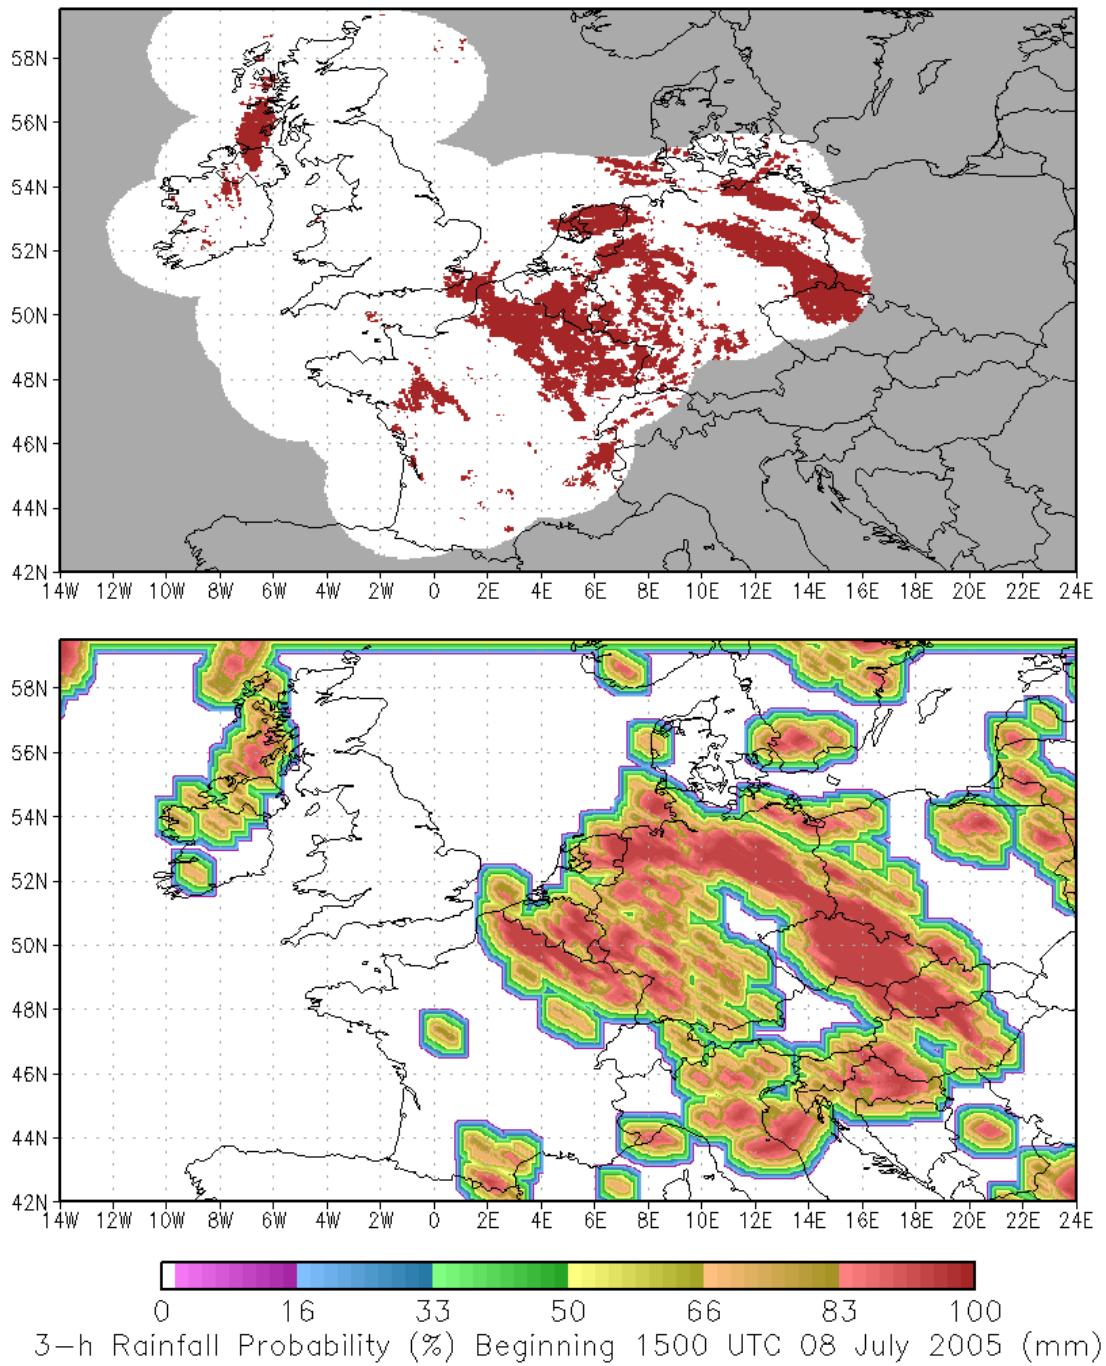 58N
56N
54N
52N
50N
48N
46N
44N
42N
14W 12W 10W 8W 6W 4W 2W 0 2E 4E 6E 8E 10E 12E 14E 16E 18E 20E 22E 24E
58N
56N
54N
52N
50N
48N
46N
44N
42N
14W 12W 10W 8W 6W 4W 2W 0 2E 4E 6E 8E 10E 12E 14E 16E 18E 20E 22E 24E
0 16 33 50 66 83 100
3-h Rainfall Probability (%) Beginning 1500 UTC 08 July 2005 (mm)